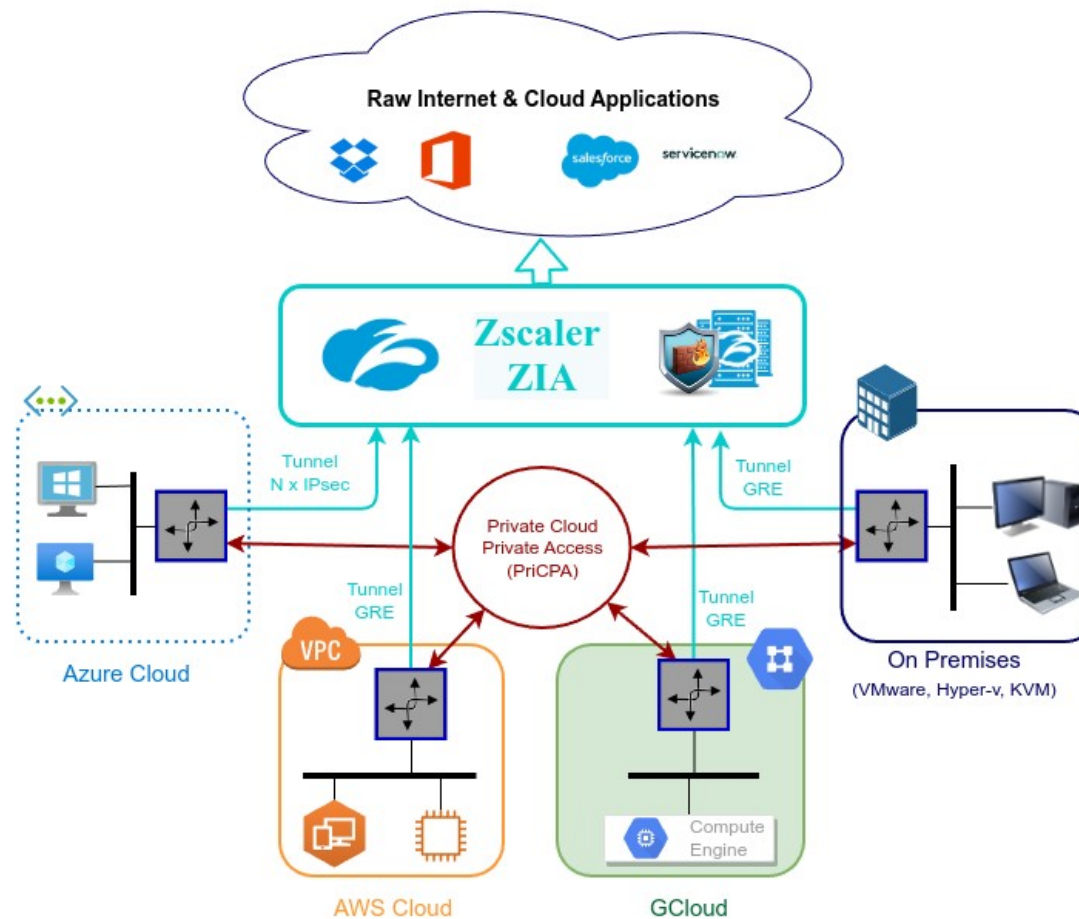 Raw Internet & Cloud Applications
salesforce
servicenow
Zscaler
ZIA
Tunnel
N x IPsec
Tunnel
GRE
Private Cloud
Private Access
(PriCPA)
Tunnel
GRE
Tunnel
GRE
VPC
Azure Cloud
On Premises
(VMware, Hyper-v, KVM)
Compute
Engine
AWS Cloud
GCloud